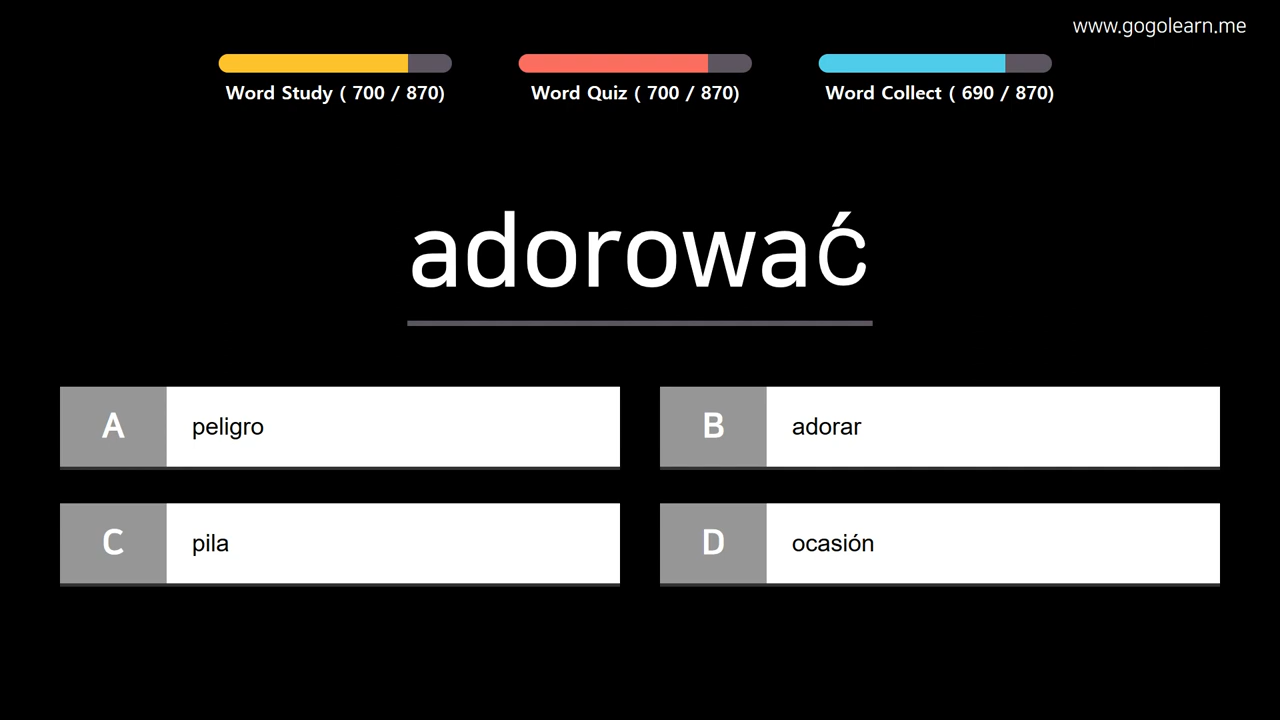 www.gogolearn.me
Word Study ( 700 / 870)
Word Quiz ( 700 / 870)
Word Collect ( 690 / 870)
adorować
A peligro
B adorar
C pila
D ocasión